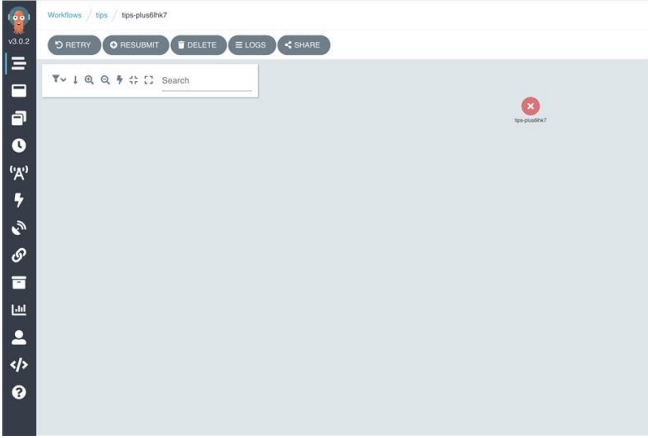 Workflows / tips / tips-plus6lhk7
v3.0.2
RETRY RESUBMIT DELETE LOGS SHARE
Search
tips-plus6lhk7